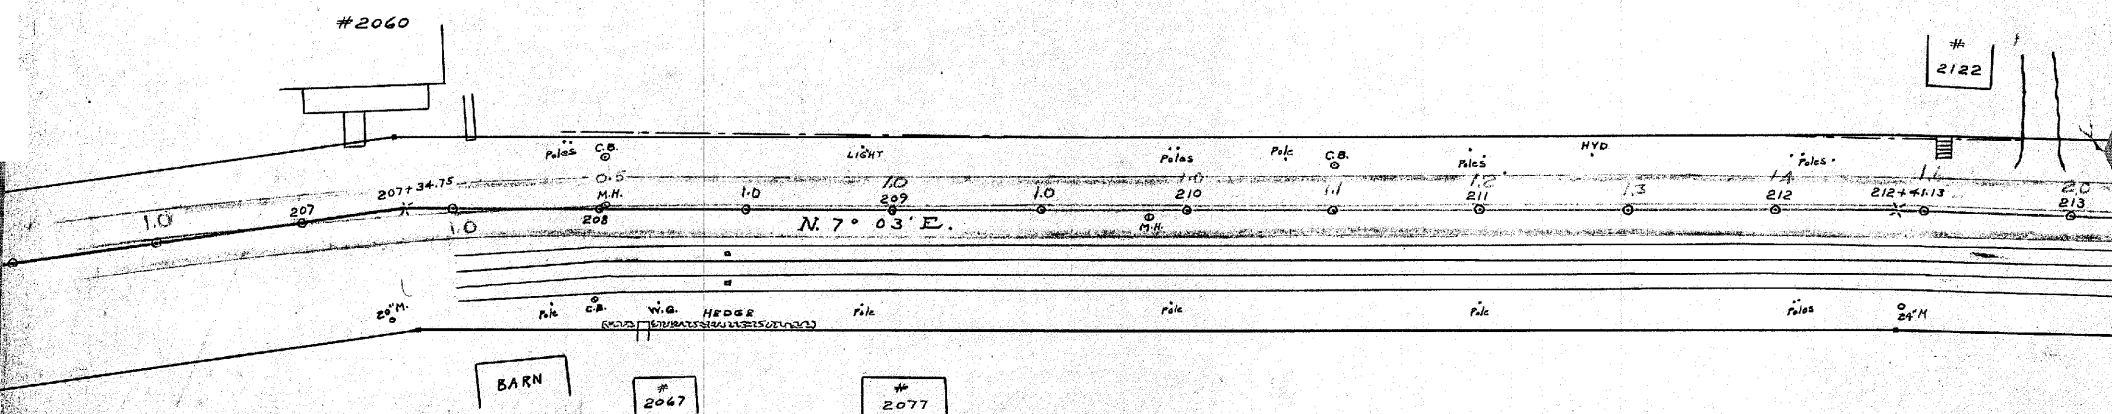 #2060
#
2122
Poles C.B. LIGHT Poles Pole C.B. Poles HYD Poles
207+34.75 0.5 1.0 1.0 1.2 1.4 1.6
1.0 207 M.H. 1.0 209 1.0 210 1.1 211 1.3 212 212+41.13 2.0
208 213
1.0 N. 7° 03' E. M.H.
20"M. Pole C.B. W.G. HEDGE Pole Pole Pole Poles 24"M
BARN
#
2067
#
2077